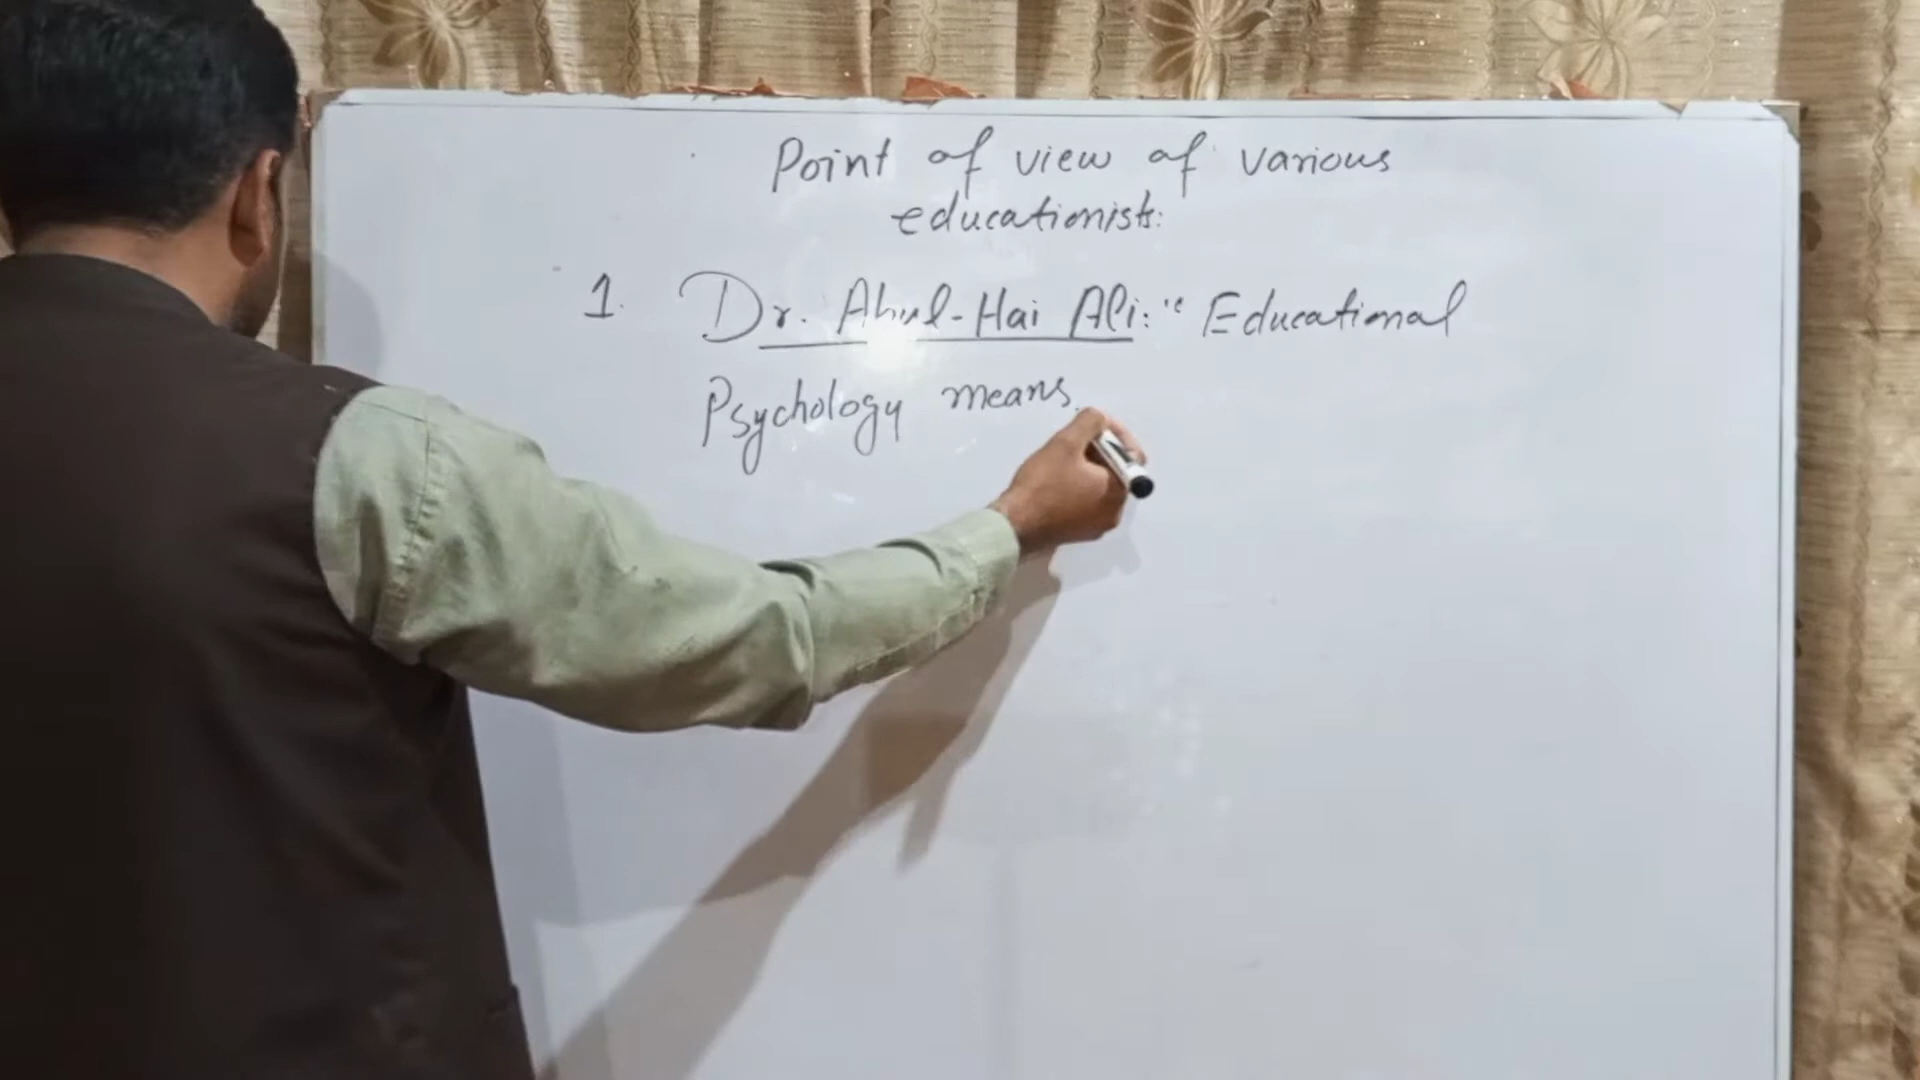 Point of view of various
educationists:
1. Dr. Abul-Hai Ali: "Educational
Psychology means